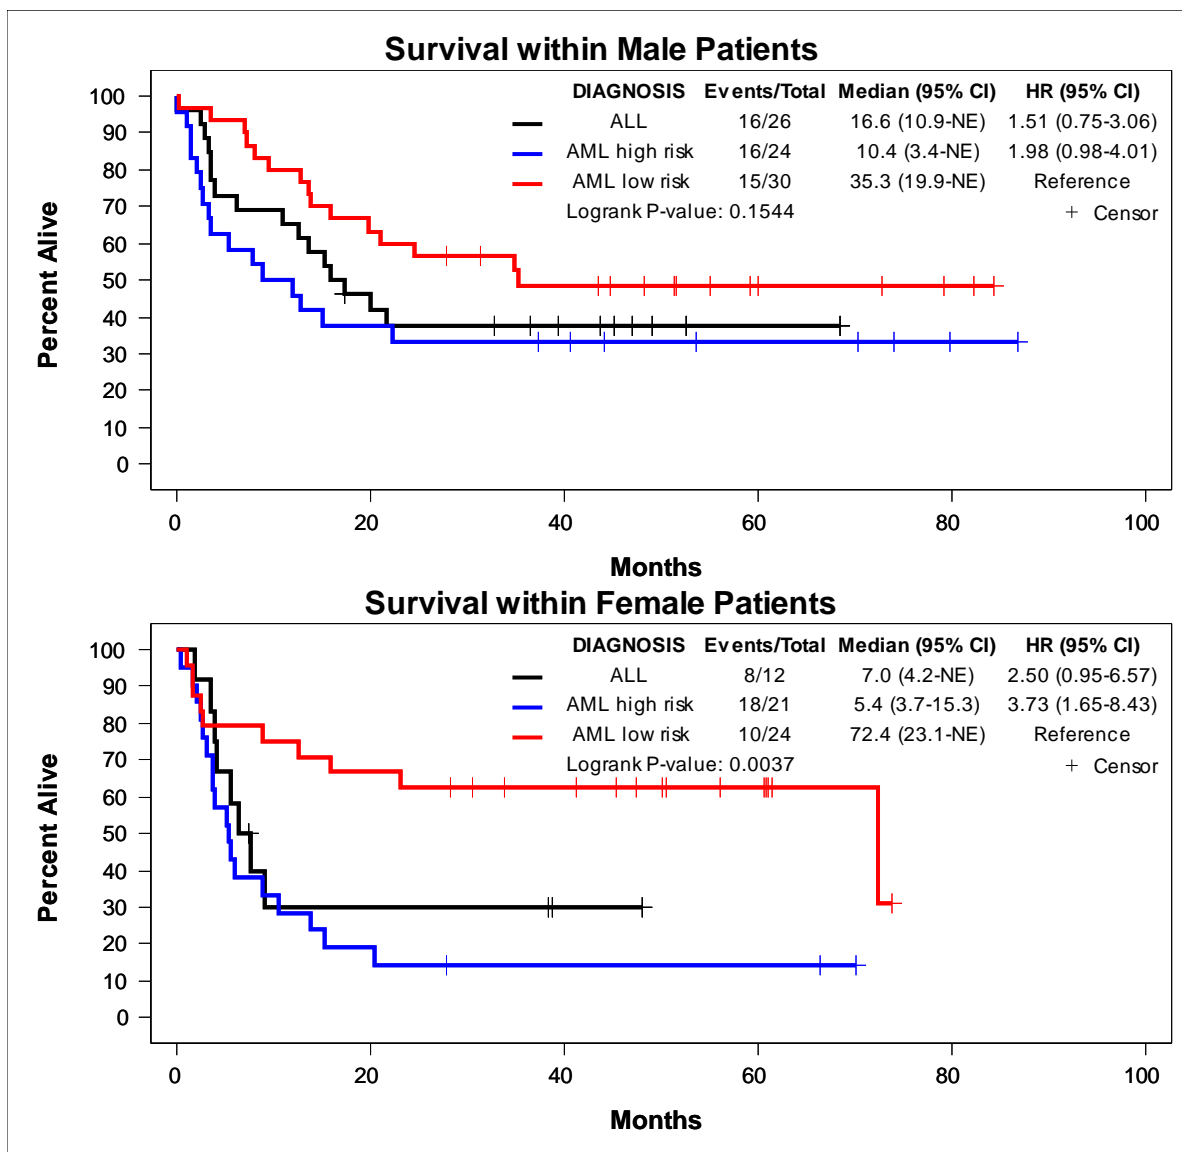 Survival within Male Patients
DIAGNOSIS Events/Total Median (95% CI) HR (95% CI)
ALL 16/26 16.6 (10.9-NE) 1.51 (0.75-3.06)
AML high risk 16/24 10.4 (3.4-NE) 1.98 (0.98-4.01)
AML low risk 15/30 35.3 (19.9-NE) Reference
Logrank P-value: 0.1544 + Censor
Percent Alive
100
90
80
70
60
50
40
30
20
10
0
0 20 40 60 80 100
Months
Survival within Female Patients
DIAGNOSIS Events/Total Median (95% CI) HR (95% CI)
ALL 8/12 7.0 (4.2-NE) 2.50 (0.95-6.57)
AML high risk 18/21 5.4 (3.7-15.3) 3.73 (1.65-8.43)
AML low risk 10/24 72.4 (23.1-NE) Reference
Logrank P-value: 0.0037 + Censor
Percent Alive
100
90
80
70
60
50
40
30
20
10
0
0 20 40 60 80 100
Months